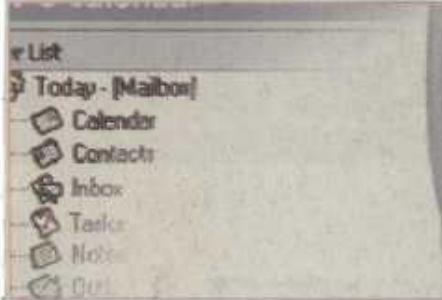 List
Today - [Mailbox]
Calendar
Contacts
Inbox
Tasks
Notes